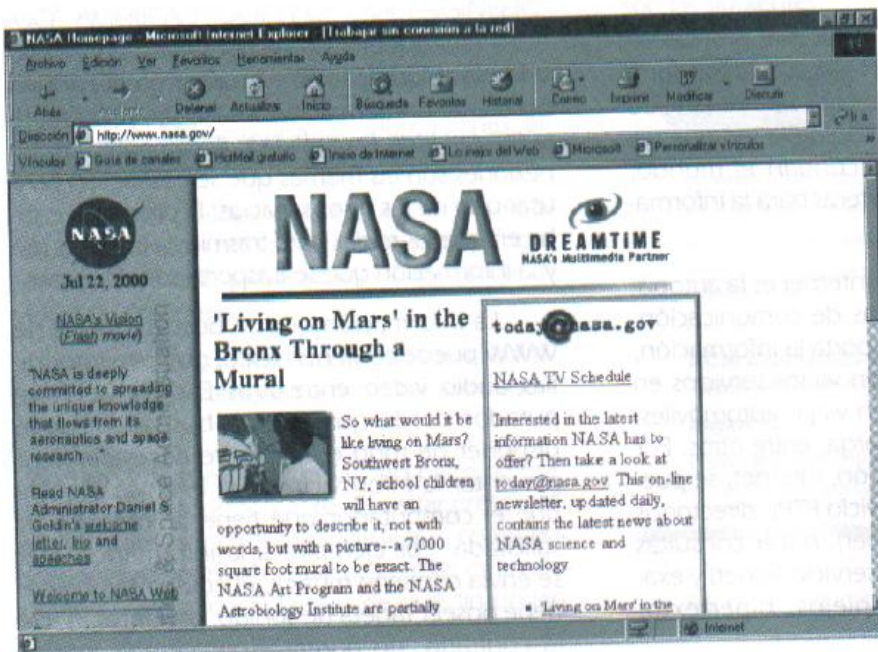 NASA Homepage - Microsoft Internet Explorer - [Trabajar sin conexión a la red]
Archivo Edición Ver Favoritos Herramientas Ayuda
Atrás Detener Actualizar Inicio Búsqueda Favoritos Historial Correo Imprimir Modificar Discutir
Dirección http://www.nasa.gov/ Ir a
Vínculos Guía de canales HotMail gratuito Inicio de Internet Lo mejor del Web Microsoft Personalizar vínculos
NASA
Jul 22, 2000
NASA's Vision
(Flash movie)
"NASA is deeply
committed to spreading
the unique knowledge
that flows from its
aeronautics and space
research...."
Read NASA
Administrator Daniel S.
Goldin's welcome
letter, bio and
speeches
Welcome to NASA Web
& Space Administration
NASA
DREAMTIME
NASA's Multimedia Partner
'Living on Mars' in the
Bronx Through a
Mural
So what would it be
like living on Mars?
Southwest Bronx,
NY, school children
will have an
opportunity to describe it, not with
words, but with a picture--a 7,000
square foot mural to be exact. The
NASA Art Program and the NASA
Astrobiology Institute are partially
today@nasa.gov
NASA TV Schedule
Interested in the latest
information NASA has to
offer? Then take a look at
today@nasa.gov. This on-line
newsletter, updated daily,
contains the latest news about
NASA science and
technology
• 'Living on Mars' in the
Internet